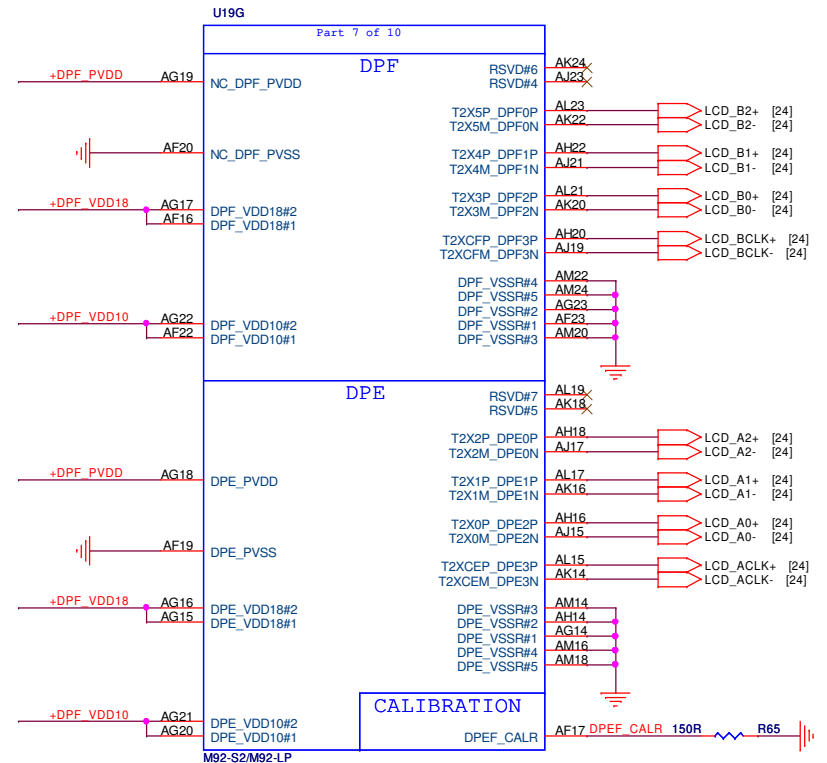 U19G
Part 7 of 10
DPF
+DPF_PVDD AG19 NC_DPF_PVDD
AF20 NC_DPF_PVSS
+DPF_VDD18 AG17 DPF_VDD18#2
AF16 DPF_VDD18#1
+DPF_VDD10 AG22 DPF_VDD10#2
AF22 DPF_VDD10#1
RSVD#6 AK24
RSVD#4 AJ23
T2X5P_DPF0P AL23 LCD_B2+ [24]
T2X5M_DPF0N AK22 LCD_B2- [24]
T2X4P_DPF1P AH22 LCD_B1+ [24]
T2X4M_DPF1N AJ21 LCD_B1- [24]
T2X3P_DPF2P AL21 LCD_B0+ [24]
T2X3M_DPF2N AK20 LCD_B0- [24]
T2XCFP_DPF3P AH20 LCD_BCLK+ [24]
T2XCFM_DPF3N AJ19 LCD_BCLK- [24]
DPF_VSSR#4 AM22
DPF_VSSR#5 AM24
DPF_VSSR#2 AG23
DPF_VSSR#1 AF23
DPF_VSSR#3 AM20
DPE
+DPF_PVDD AG18 DPE_PVDD
AF19 DPE_PVSS
+DPF_VDD18 AG16 DPE_VDD18#2
AG15 DPE_VDD18#1
+DPF_VDD10 AG21 DPE_VDD10#2
AG20 DPE_VDD10#1
RSVD#7 AL19
RSVD#5 AK18
T2X2P_DPE0P AH18 LCD_A2+ [24]
T2X2M_DPE0N AJ17 LCD_A2- [24]
T2X1P_DPE1P AL17 LCD_A1+ [24]
T2X1M_DPE1N AK16 LCD_A1- [24]
T2X0P_DPE2P AH16 LCD_A0+ [24]
T2X0M_DPE2N AJ15 LCD_A0- [24]
T2XCEP_DPE3P AL15 LCD_ACLK+ [24]
T2XCEM_DPE3N AK14 LCD_ACLK- [24]
DPE_VSSR#3 AM14
DPE_VSSR#2 AH14
DPE_VSSR#1 AG14
DPE_VSSR#4 AM16
DPE_VSSR#5 AM18
CALIBRATION
DPEF_CALR AF17 DPEF_CALR 150R R65
M92-S2/M92-LP